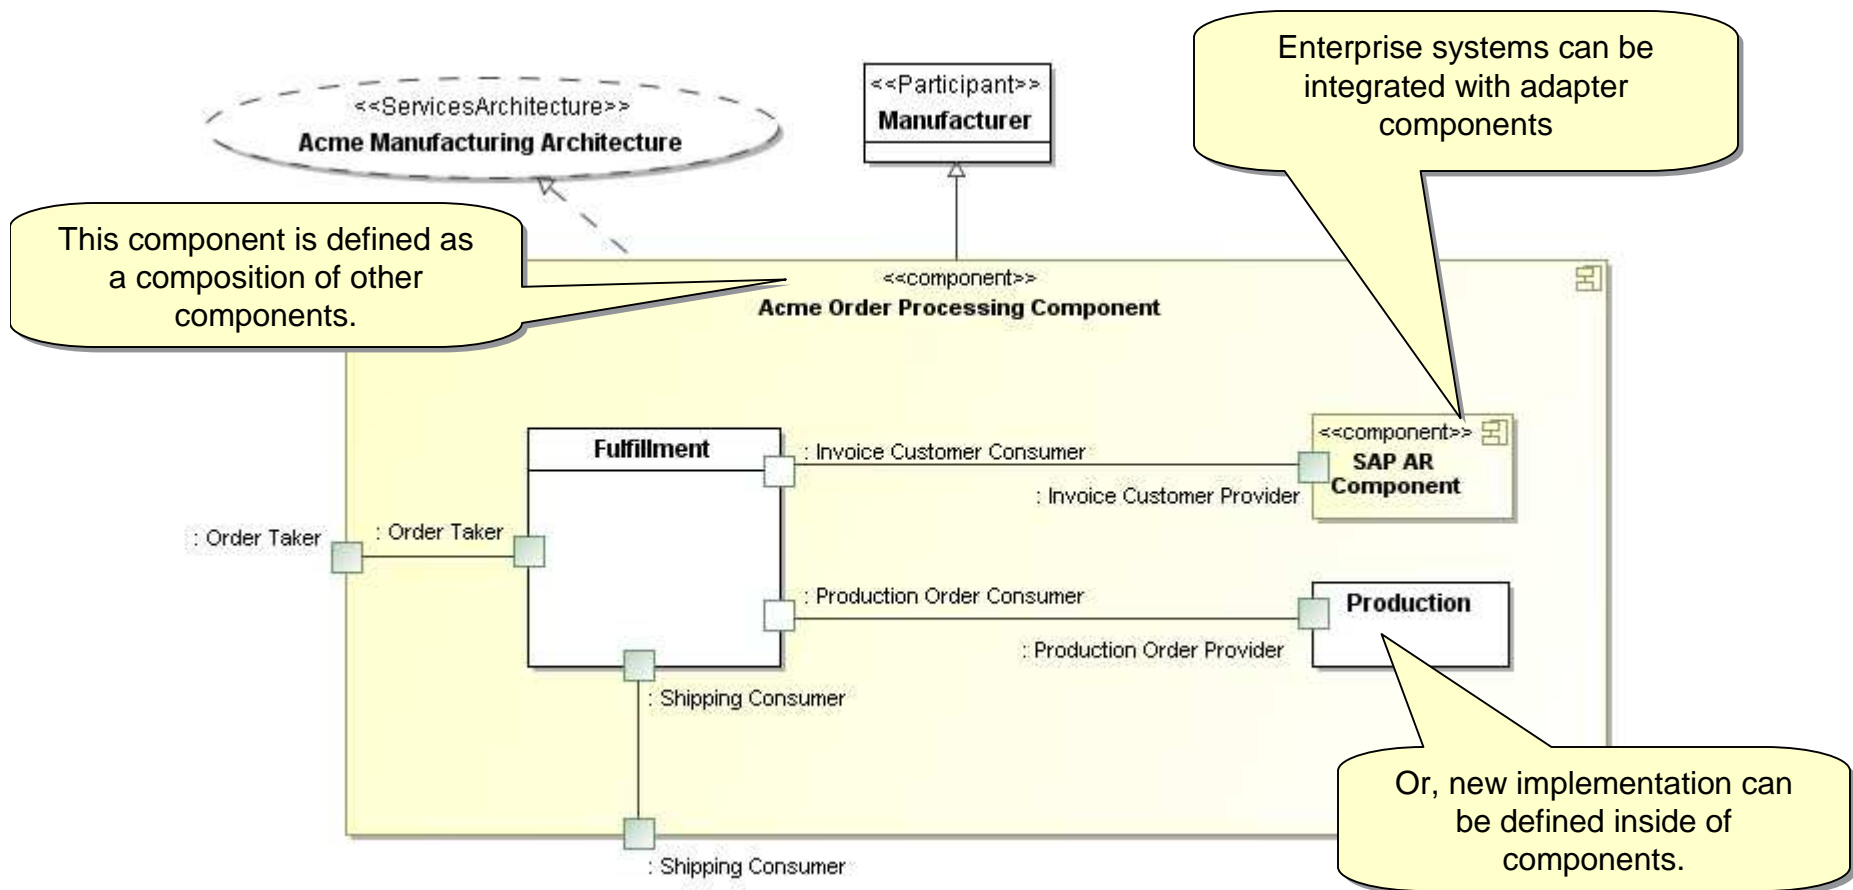 Enterprise systems can be
integrated with adapter
components
<<ServicesArchitecture>>
Acme Manufacturing Architecture
<<Participant>>
Manufacturer
This component is defined as
a composition of other
components.
<<component>>
Acme Order Processing Component
Fulfillment
: Invoice Customer Consumer
: Invoice Customer Provider
<<component>>
SAP AR
Component
: Order Taker
: Order Taker
: Production Order Consumer
: Production Order Provider
Production
: Shipping Consumer
: Shipping Consumer
Or, new implementation can
be defined inside of
components.